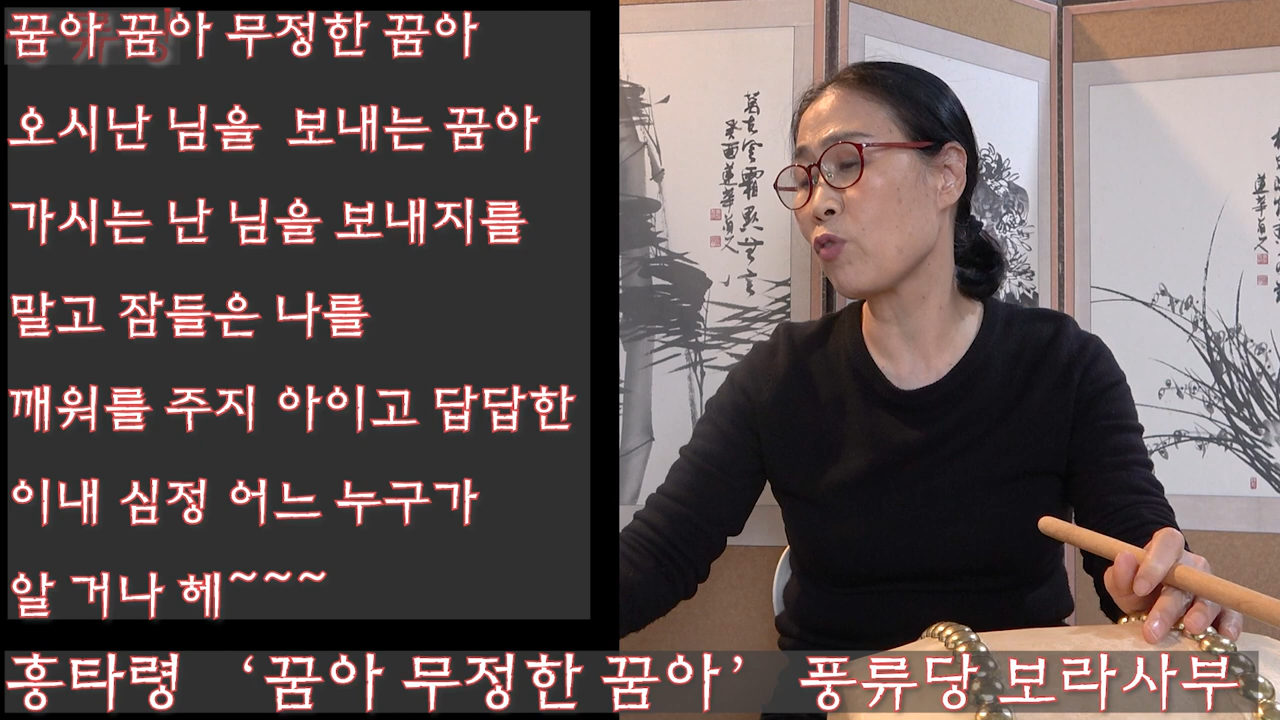 꿈아 꿈아 무정한 꿈아
오시난 님을 보내는 꿈아
가시는 난 님을 보내지를
말고 잠들은 나를
깨워를 주지 아이고 답답한
이내 심정 어느 누구가
알 거나 헤~~~
흥타령 ‘꿈아 무정한 꿈아’ 풍류당 보라사부